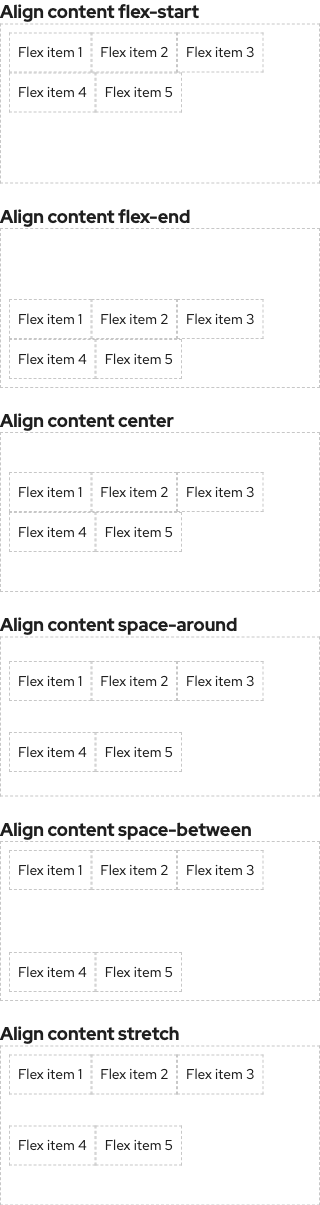 Align content flex-start
Flex item 1 Flex item 2 Flex item 3
Flex item 4 Flex item 5
Align content flex-end
Flex item 1 Flex item 2 Flex item 3
Flex item 4 Flex item 5
Align content center
Flex item 1 Flex item 2 Flex item 3
Flex item 4 Flex item 5
Align content space-around
Flex item 1 Flex item 2 Flex item 3
Flex item 4 Flex item 5
Align content space-between
Flex item 1 Flex item 2 Flex item 3
Flex item 4 Flex item 5
Align content stretch
Flex item 1 Flex item 2 Flex item 3
Flex item 4 Flex item 5